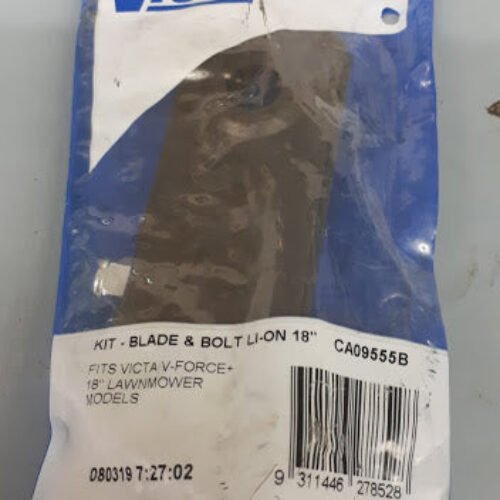 KIT - BLADE & BOLT LI-ON 18" CA09555B
FITS VICTA V-FORCE+
18" LAWNMOWER
MODELS
080319 7:27:02
9 311446 278528